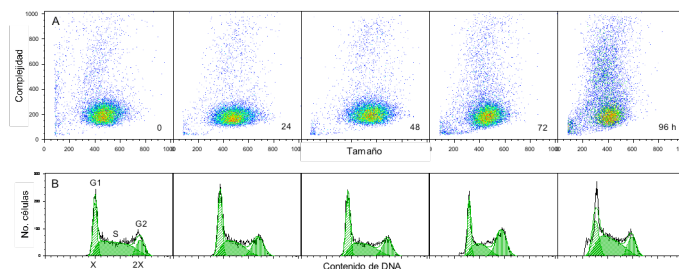 A
Complejidad
1000
800
600
400
200
0
0
24
48
72
96 h
0 200 400 600 800 1000
Tamaño
B
No. células
G1
S
G2
X
2X
Contenido de DNA